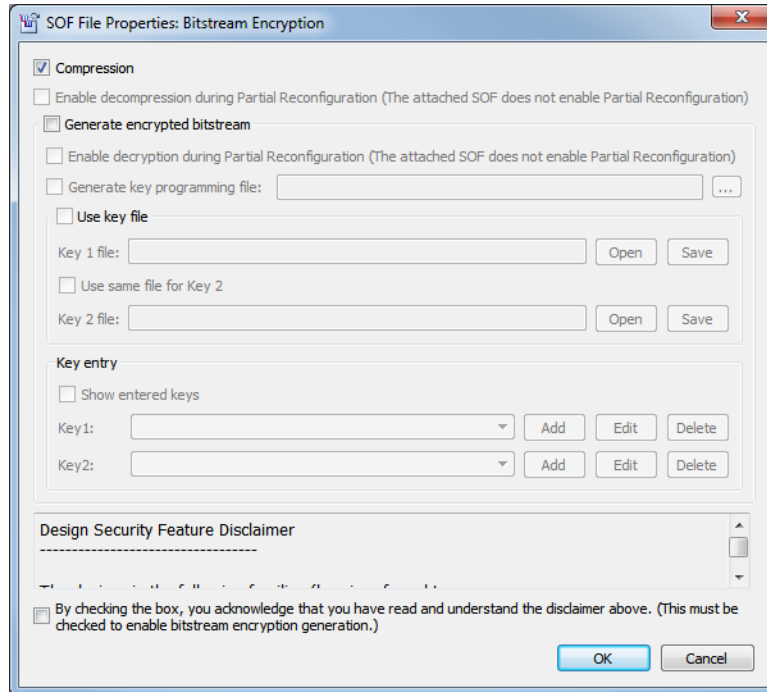 SOF File Properties: Bitstream Encryption
Compression
Enable decompression during Partial Reconfiguration (The attached SOF does not enable Partial Reconfiguration)
Generate encrypted bitstream
Enable decryption during Partial Reconfiguration (The attached SOF does not enable Partial Reconfiguration)
Generate key programming file: ...
Use key file
Key 1 file: Open Save
Use same file for Key 2
Key 2 file: Open Save
Key entry
Show entered keys
Key1: Add Edit Delete
Key2: Add Edit Delete
Design Security Feature Disclaimer
----------------------------------
By checking the box, you acknowledge that you have read and understand the disclaimer above. (This must be
checked to enable bitstream encryption generation.)
OK Cancel